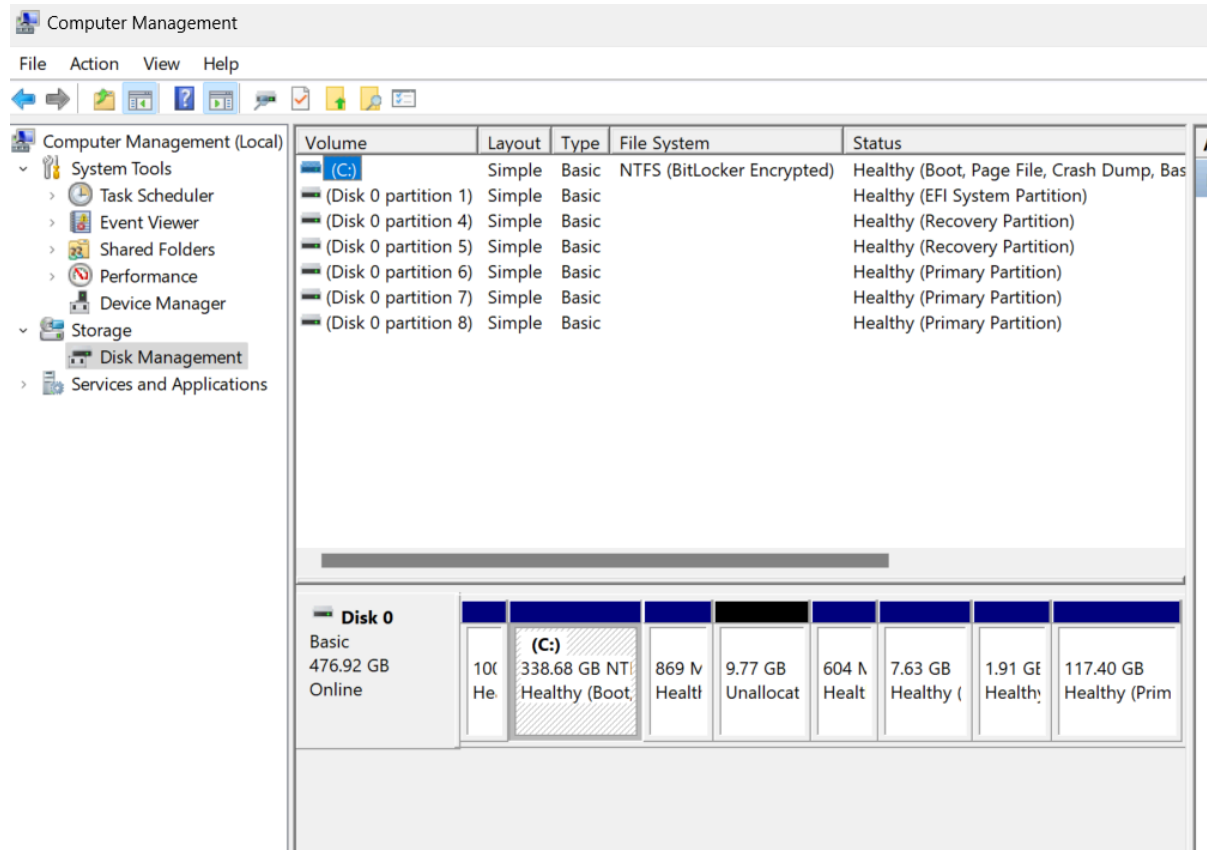 Computer Management
File Action View Help
Computer Management (Local)
System Tools
Task Scheduler
Event Viewer
Shared Folders
Performance
Device Manager
Storage
Disk Management
Services and Applications
Volume Layout Type File System Status
(C:) Simple Basic NTFS (BitLocker Encrypted) Healthy (Boot, Page File, Crash Dump, Bas
(Disk 0 partition 1) Simple Basic Healthy (EFI System Partition)
(Disk 0 partition 4) Simple Basic Healthy (Recovery Partition)
(Disk 0 partition 5) Simple Basic Healthy (Recovery Partition)
(Disk 0 partition 6) Simple Basic Healthy (Primary Partition)
(Disk 0 partition 7) Simple Basic Healthy (Primary Partition)
(Disk 0 partition 8) Simple Basic Healthy (Primary Partition)
Disk 0
Basic
476.92 GB
Online
10
He
(C:)
338.68 GB NT
Healthy (Boot,
869 M
Healt
9.77 GB
Unallocat
604 M
Healt
7.63 GB
Healthy (
1.91 GE
Healthy
117.40 GB
Healthy (Prim